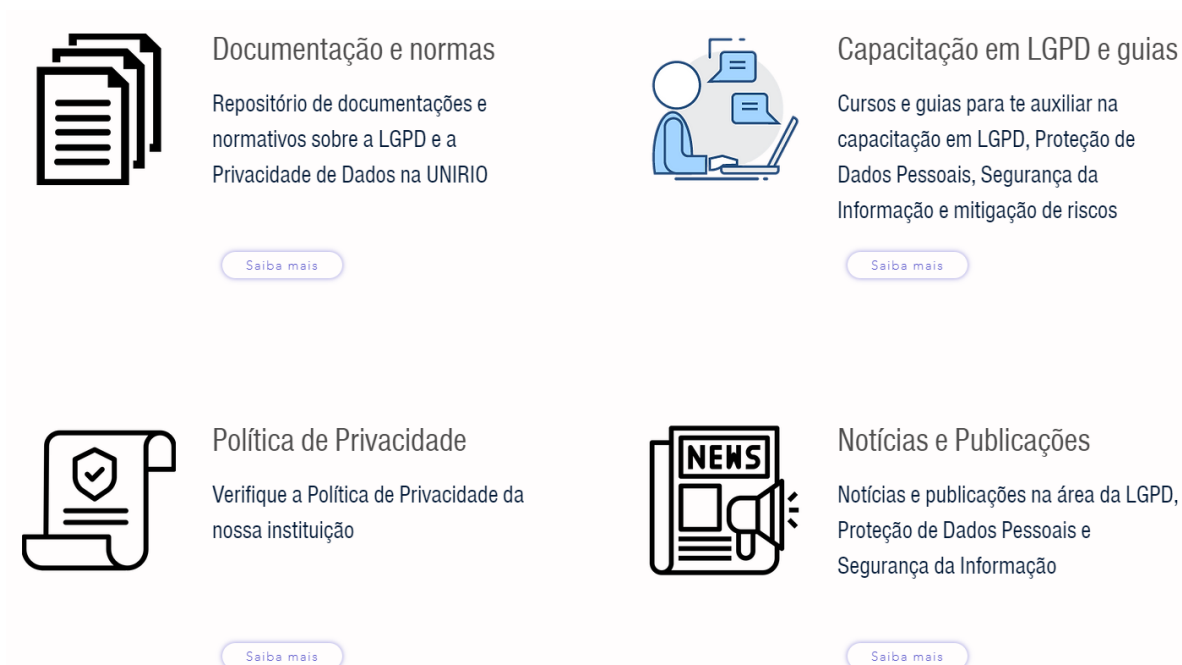 Documentação e normas
Repositório de documentações e
normativos sobre a LGPD e a
Privacidade de Dados na UNIRIO
Saiba mais
Capacitação em LGPD e guias
Cursos e guias para te auxiliar na
capacitação em LGPD, Proteção de
Dados Pessoais, Segurança da
Informação e mitigação de riscos
Saiba mais
Política de Privacidade
Verifique a Política de Privacidade da
nossa instituição
Saiba mais
NEWS
Notícias e Publicações
Notícias e publicações na área da LGPD,
Proteção de Dados Pessoais e
Segurança da Informação
Saiba mais